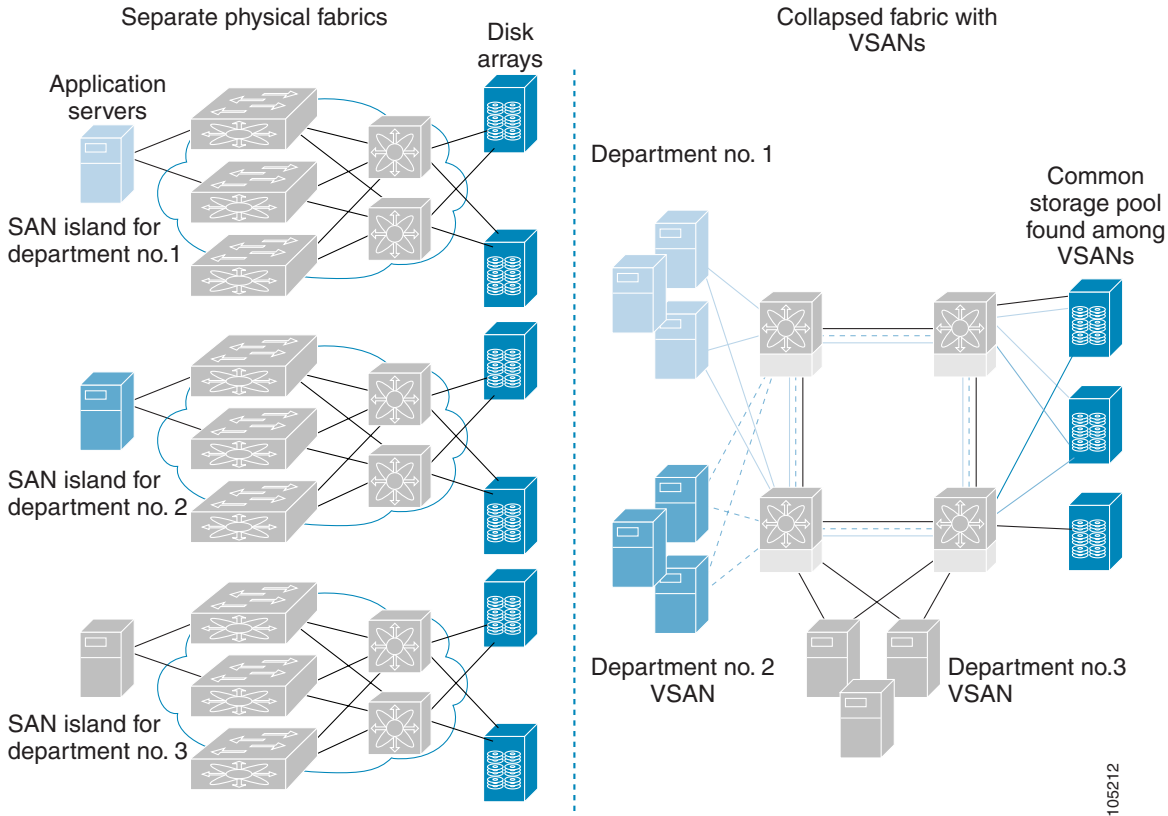 Separate physical fabrics
Disk
arrays
Application
servers
SAN island for
department no.1
SAN island for
department no. 2
SAN island for
department no. 3
Collapsed fabric with
VSANs
Department no. 1
Common
storage pool
found among
VSANs
Department no. 2
VSAN
Department no.3
VSAN
105212